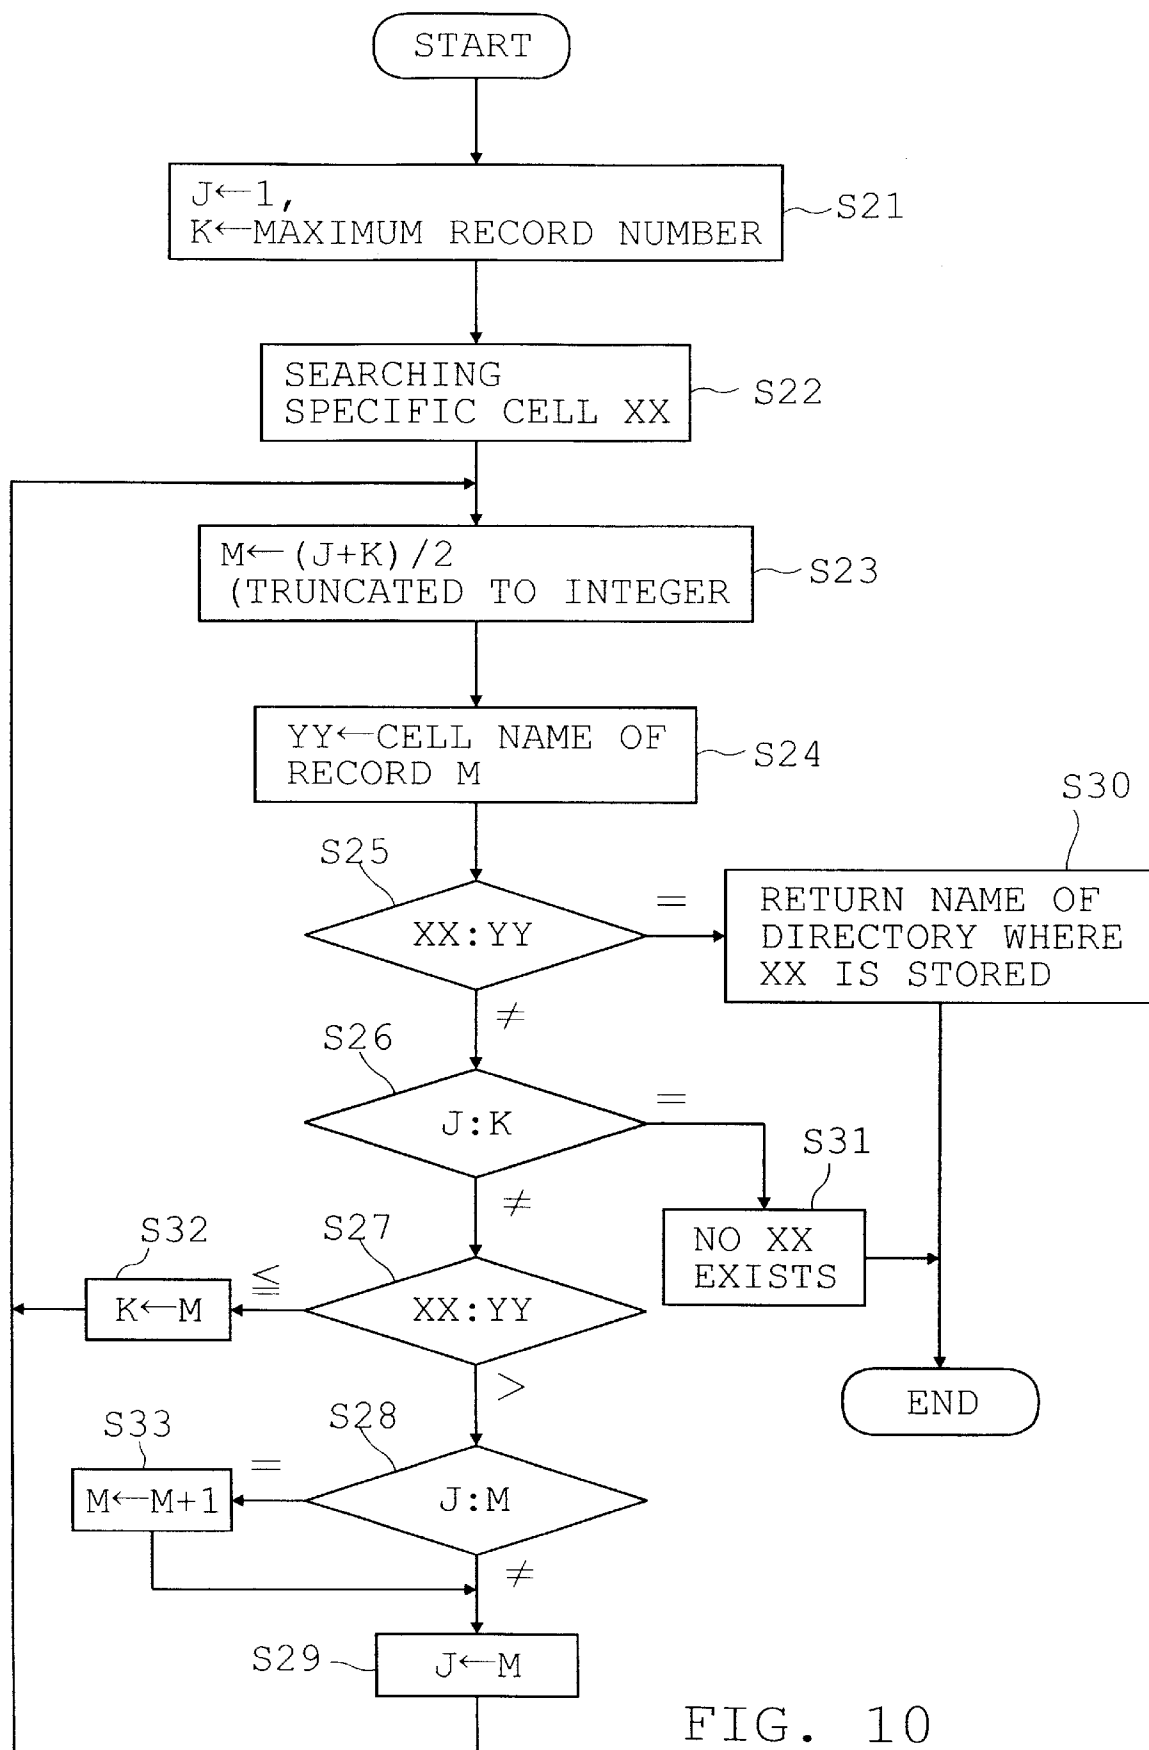 START
J←1,
K←MAXIMUM RECORD NUMBER
S21
SEARCHING
SPECIFIC CELL XX
S22
M←(J+K)/2
(TRUNCATED TO INTEGER
S23
YY←CELL NAME OF
RECORD M
S24
S25
XX:YY
=
≠
S30
RETURN NAME OF
DIRECTORY WHERE
XX IS STORED
S26
J:K
=
≠
S31
NO XX
EXISTS
S27
XX:YY
≦
>
S32
K←M
END
S28
J:M
=
≠
S33
M←M+1
S29
J←M
FIG. 10